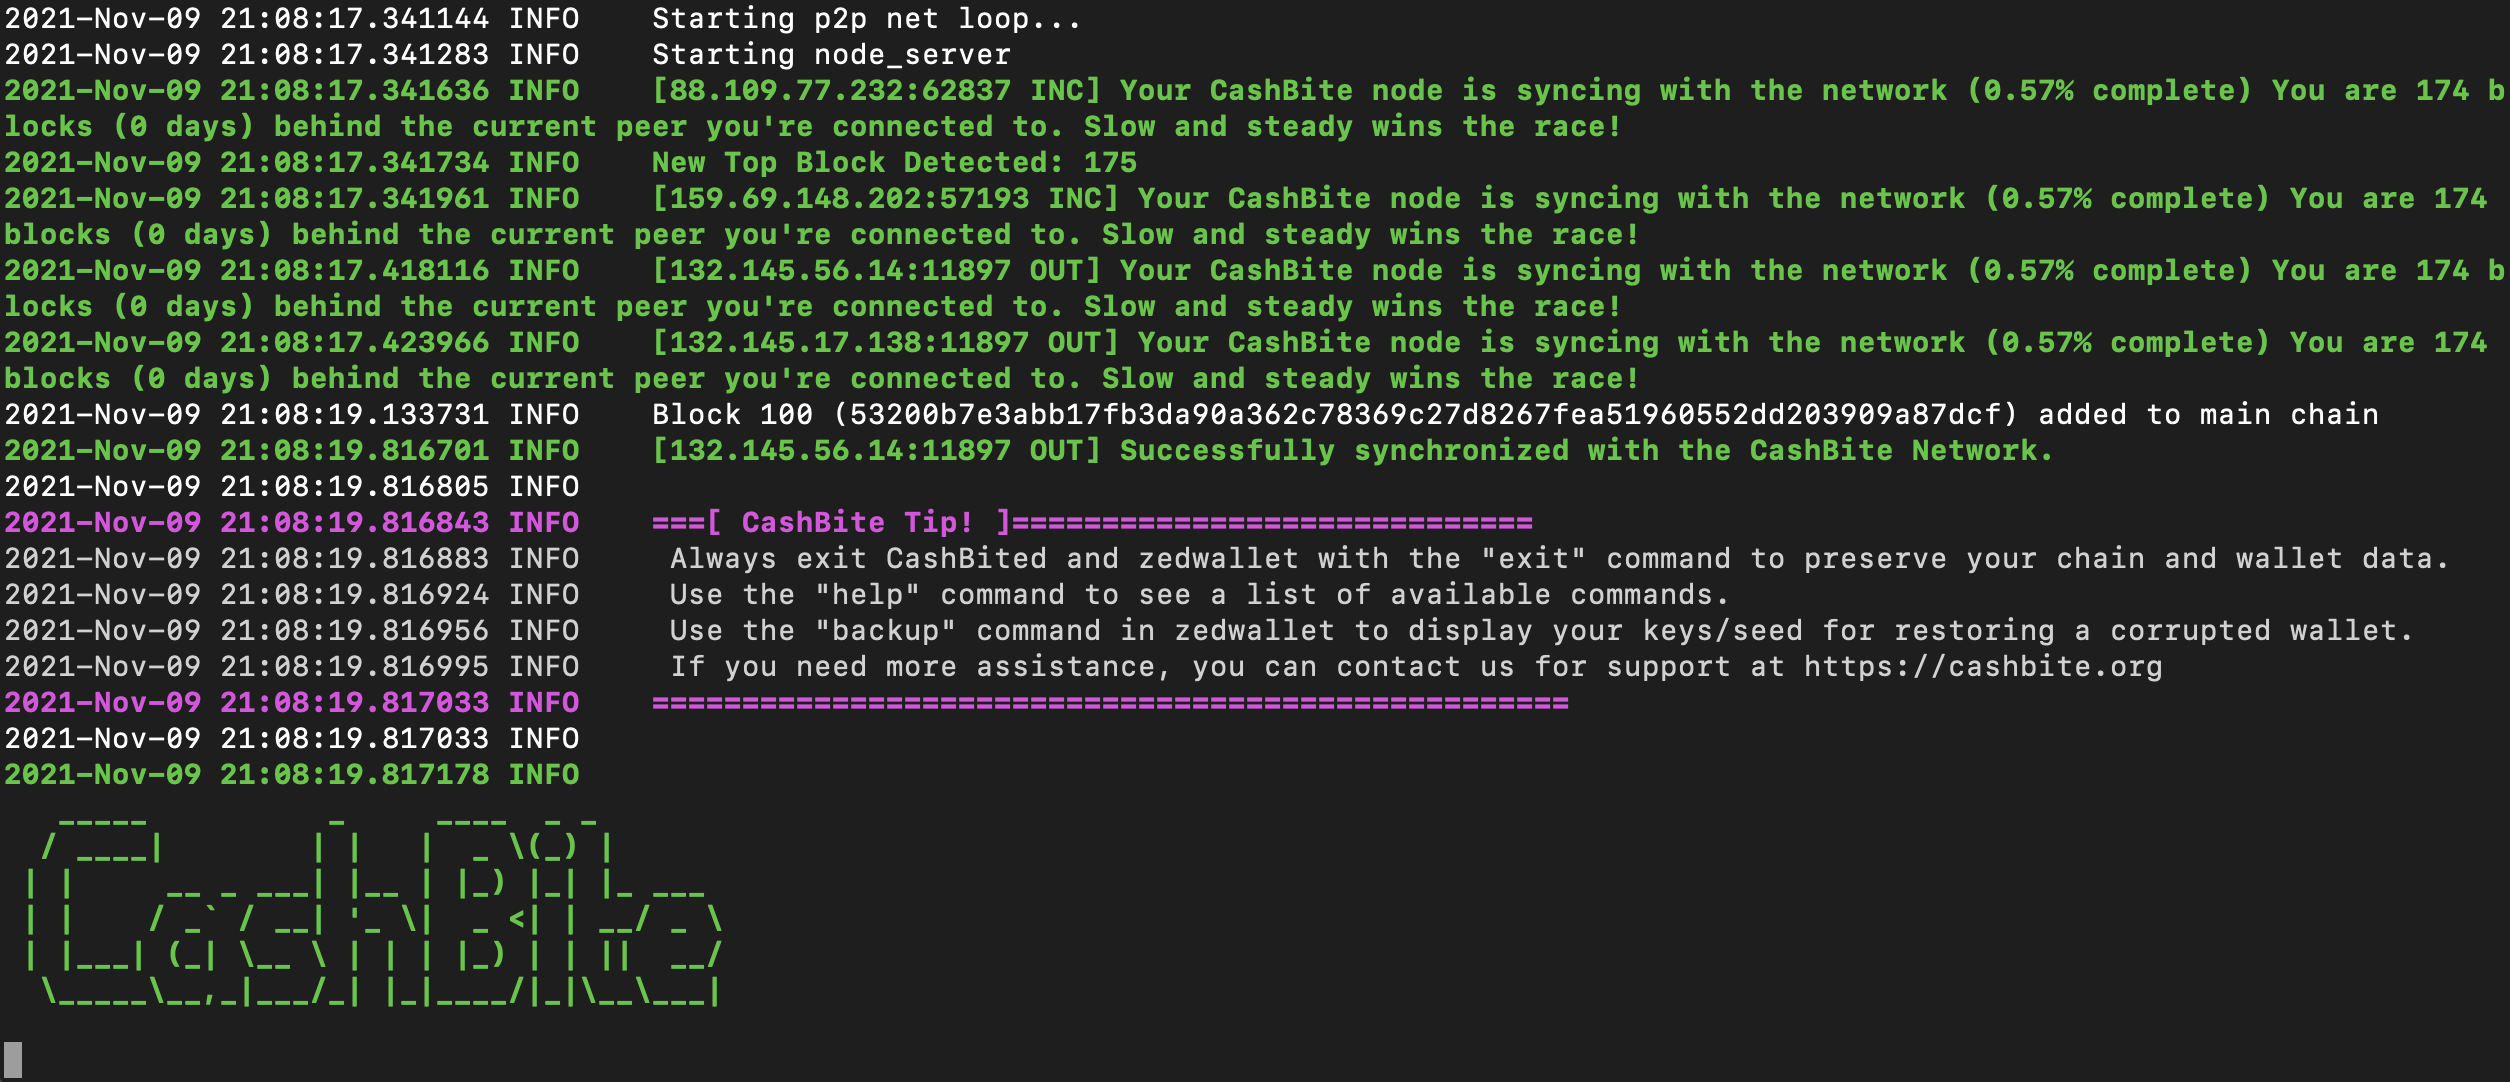 2021-Nov-09 21:08:17.341144 INFO    Starting p2p net loop...
2021-Nov-09 21:08:17.341283 INFO    Starting node_server
2021-Nov-09 21:08:17.341636 INFO    [88.109.77.232:62837 INC] Your CashBite node is syncing with the network (0.57% complete) You are 174 b
locks (0 days) behind the current peer you're connected to. Slow and steady wins the race!
2021-Nov-09 21:08:17.341734 INFO    New Top Block Detected: 175
2021-Nov-09 21:08:17.341961 INFO    [159.69.148.202:57193 INC] Your CashBite node is syncing with the network (0.57% complete) You are 174
blocks (0 days) behind the current peer you're connected to. Slow and steady wins the race!
2021-Nov-09 21:08:17.418116 INFO    [132.145.56.14:11897 OUT] Your CashBite node is syncing with the network (0.57% complete) You are 174 b
locks (0 days) behind the current peer you're connected to. Slow and steady wins the race!
2021-Nov-09 21:08:17.423966 INFO    [132.145.17.138:11897 OUT] Your CashBite node is syncing with the network (0.57% complete) You are 174
blocks (0 days) behind the current peer you're connected to. Slow and steady wins the race!
2021-Nov-09 21:08:19.133731 INFO    Block 100 (53200b7e3abb17fb3da90a362c78369c27d8267fea51960552dd203909a87dcf) added to main chain
2021-Nov-09 21:08:19.816701 INFO    [132.145.56.14:11897 OUT] Successfully synchronized with the CashBite Network.
2021-Nov-09 21:08:19.816805 INFO
2021-Nov-09 21:08:19.816843 INFO    ===[ CashBite Tip! ]=============================
2021-Nov-09 21:08:19.816883 INFO     Always exit CashBited and zedwallet with the "exit" command to preserve your chain and wallet data.
2021-Nov-09 21:08:19.816924 INFO     Use the "help" command to see a list of available commands.
2021-Nov-09 21:08:19.816956 INFO     Use the "backup" command in zedwallet to display your keys/seed for restoring a corrupted wallet.
2021-Nov-09 21:08:19.816995 INFO     If you need more assistance, you can contact us for support at https://cashbite.org
2021-Nov-09 21:08:19.817033 INFO    ===================================================
2021-Nov-09 21:08:19.817033 INFO
2021-Nov-09 21:08:19.817178 INFO
CashBite